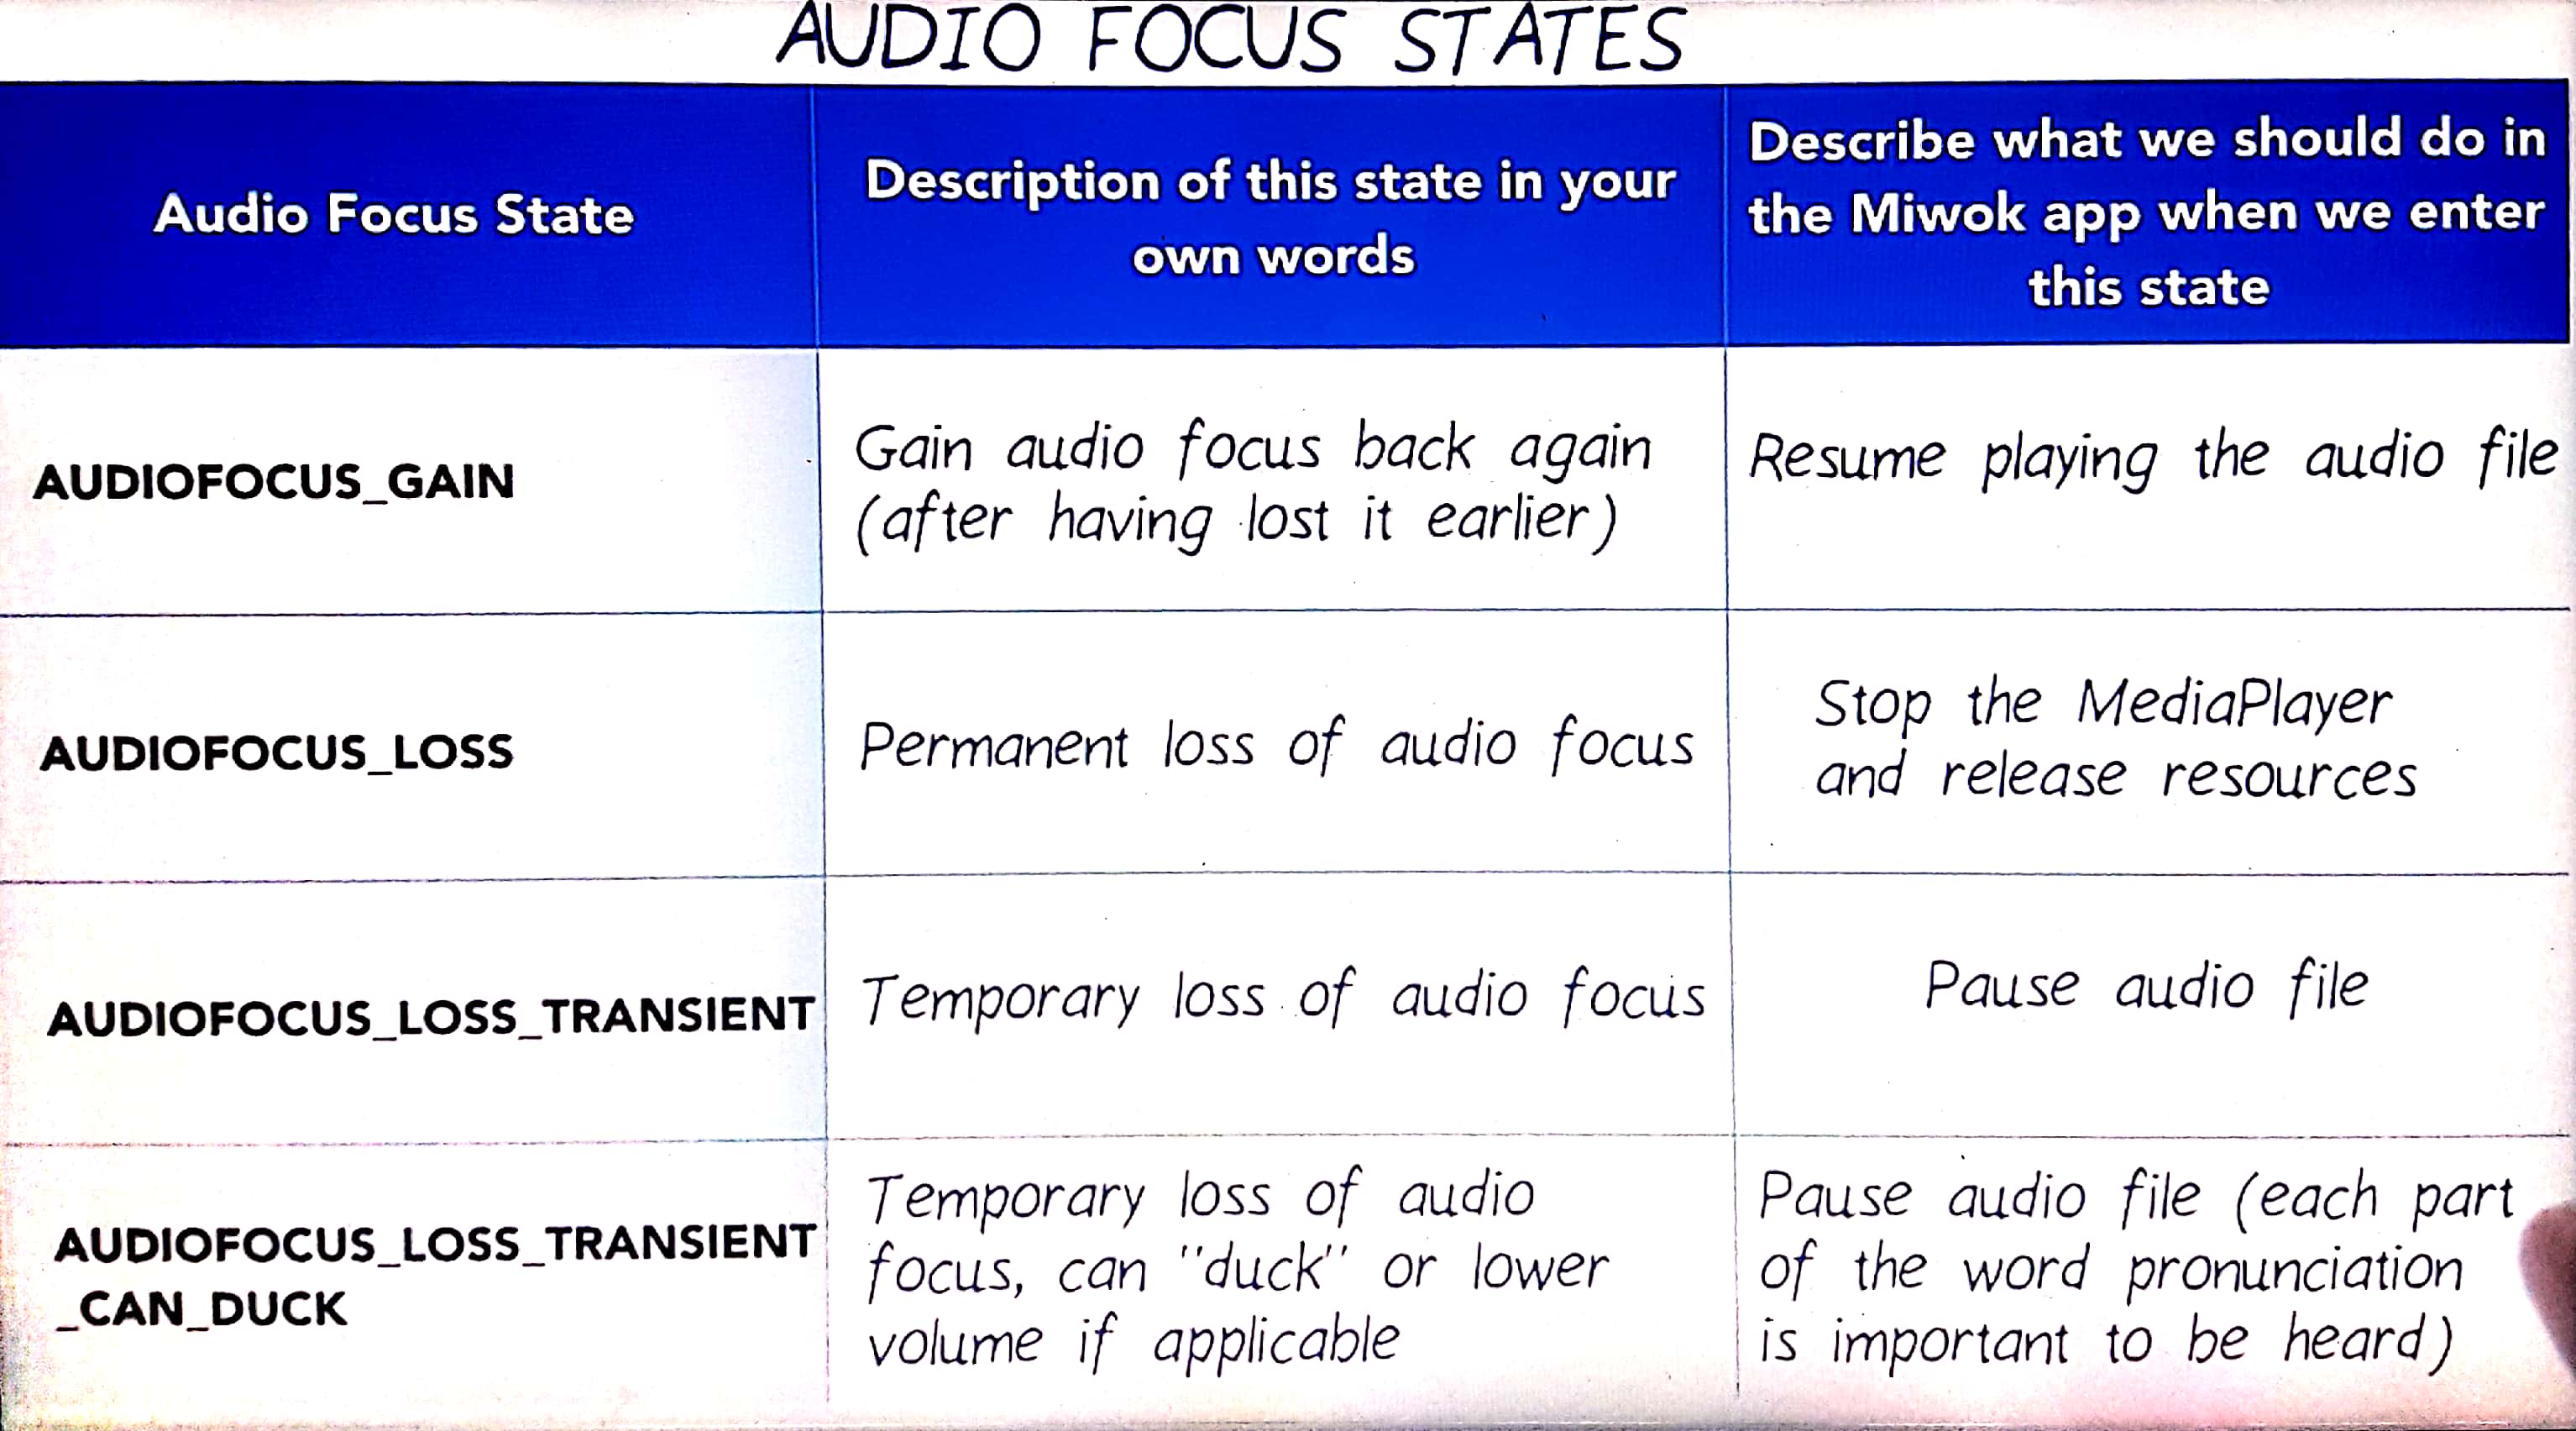 AUDIO FOCUS STATES
Audio Focus State
Description of this state in your
own words
Describe what we should do in
the Miwok app when we enter
this state
AUDIOFOCUS_GAIN
Gain audio focus back again
(after having lost it earlier)
Resume playing the audio file
AUDIOFOCUS_LOSS
Permanent loss of audio focus
Stop the MediaPlayer
and release resources
AUDIOFOCUS_LOSS_TRANSIENT
Temporary loss of audio focus
Pause audio file
AUDIOFOCUS_LOSS_TRANSIENT
_CAN_DUCK
Temporary loss of audio
focus, can "duck" or lower
volume if applicable
Pause audio file (each part
of the word pronunciation
is important to be heard)